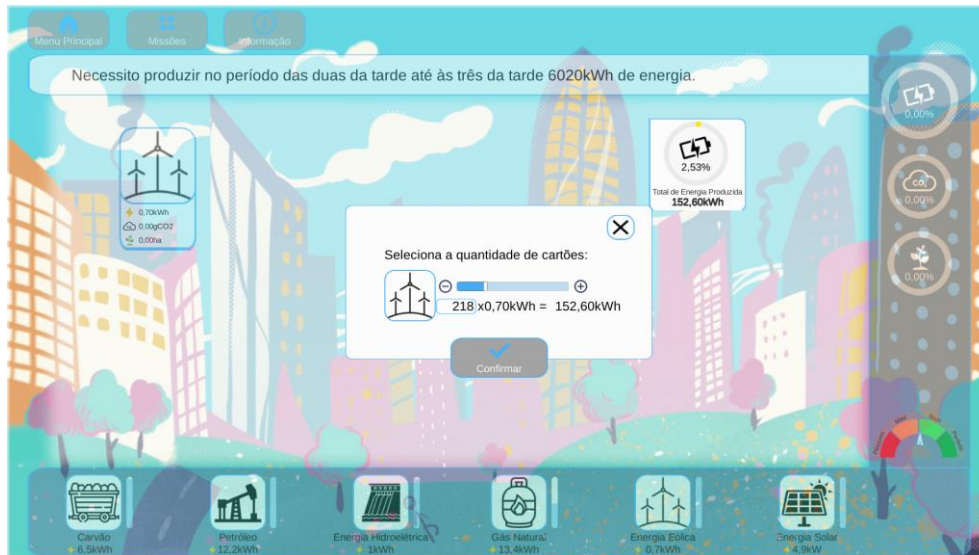 Menu Principal
Missões
Informação
Necessito produzir no período das duas da tarde até às três da tarde 6020kWh de energia.
0,00%
CO₂
0,00%
0,00%
0,70kWh
0,00gCO2
0,00ha
2,53%
Total de Energia Produzida
152,60kWh
Seleciona a quantidade de cartões:
218 x0,70kWh = 152,60kWh
Confirmar
Carvão
6,5kWh
Petróleo
12,2kWh
Energia Hidroelétrica
1kWh
Gás Natural
13,4kWh
Energia Eólica
0,7kWh
Energia Solar
4,9kW